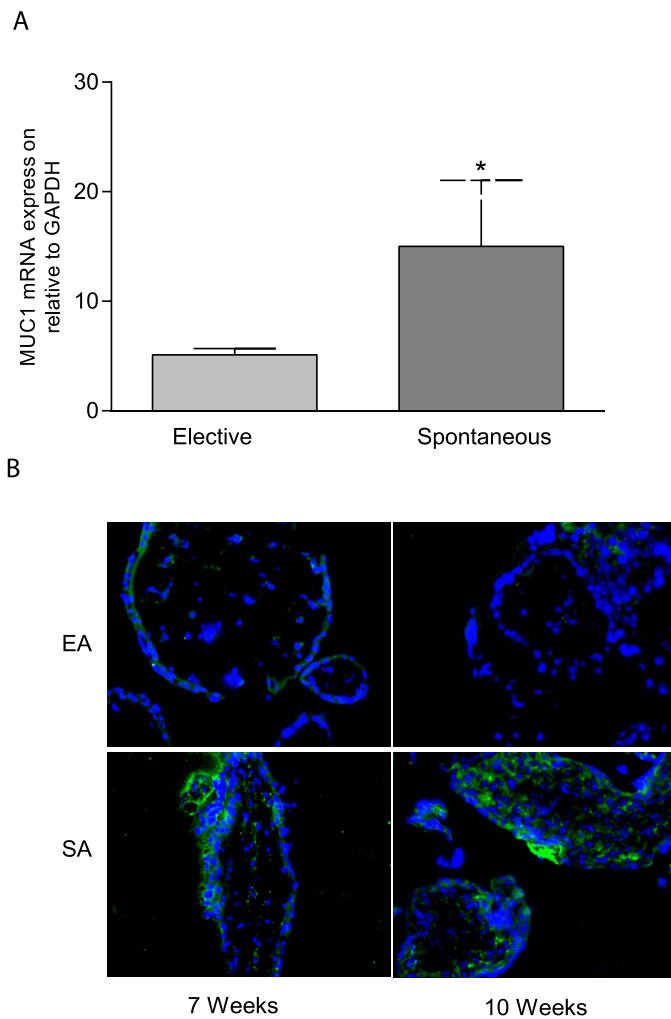 A
30
20
10
0
MUC1 mRNA express on
relative to GAPDH
*
Elective
Spontaneous
B
EA
SA
7 Weeks
10 Weeks